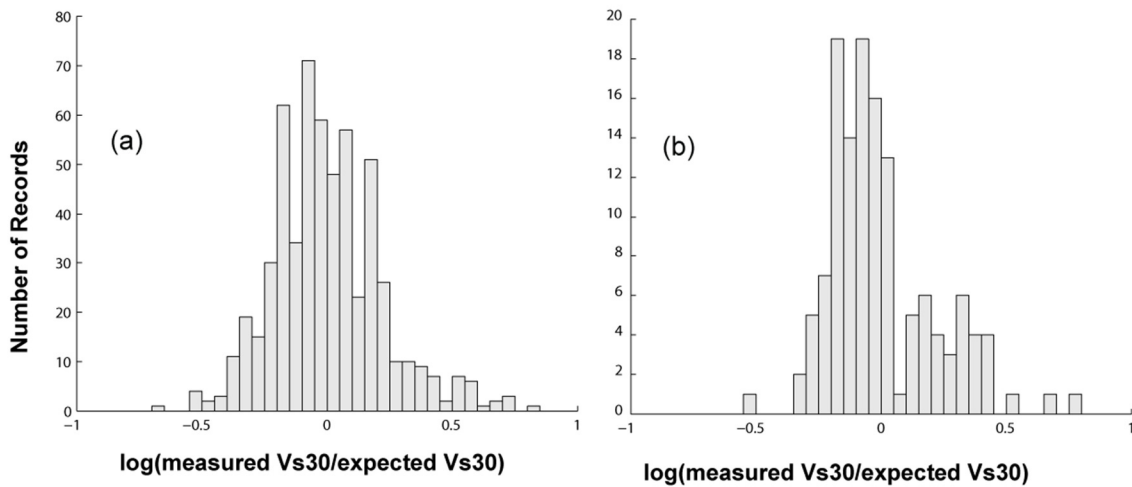 80
70
60
50
40
30
20
10
0
Number of Records
(a)
−1 −0.5 0 0.5 1
log(measured Vs30/expected Vs30)
20
18
16
14
12
10
8
6
4
2
0
(b)
−1 −0.5 0 0.5 1
log(measured Vs30/expected Vs30)